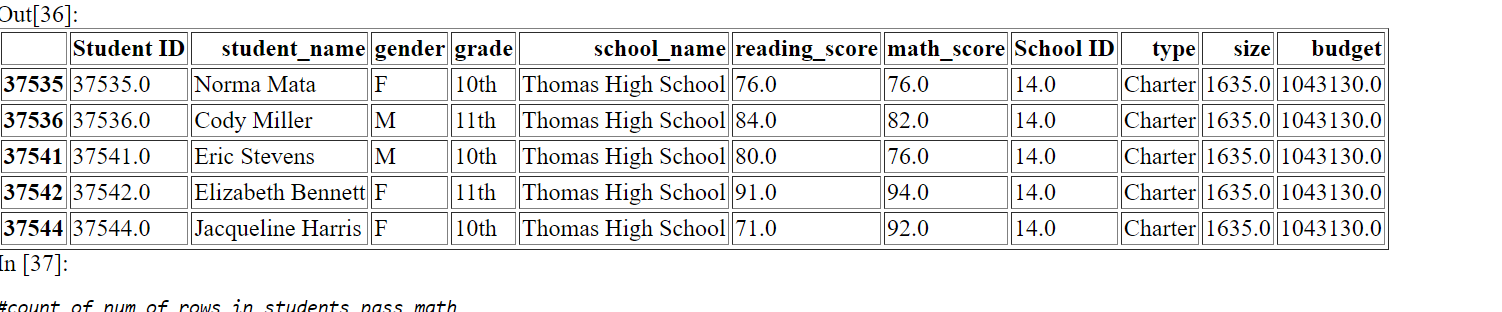 Out[36]:
Student ID student_name gender grade school_name reading_score math_score School ID type size budget
37535 37535.0 Norma Mata F 10th Thomas High School 76.0 76.0 14.0 Charter 1635.0 1043130.0
37536 37536.0 Cody Miller M 11th Thomas High School 84.0 82.0 14.0 Charter 1635.0 1043130.0
37541 37541.0 Eric Stevens M 10th Thomas High School 80.0 76.0 14.0 Charter 1635.0 1043130.0
37542 37542.0 Elizabeth Bennett F 11th Thomas High School 91.0 94.0 14.0 Charter 1635.0 1043130.0
37544 37544.0 Jacqueline Harris F 10th Thomas High School 71.0 92.0 14.0 Charter 1635.0 1043130.0
In [37]:
#count of num of rows in students pass math